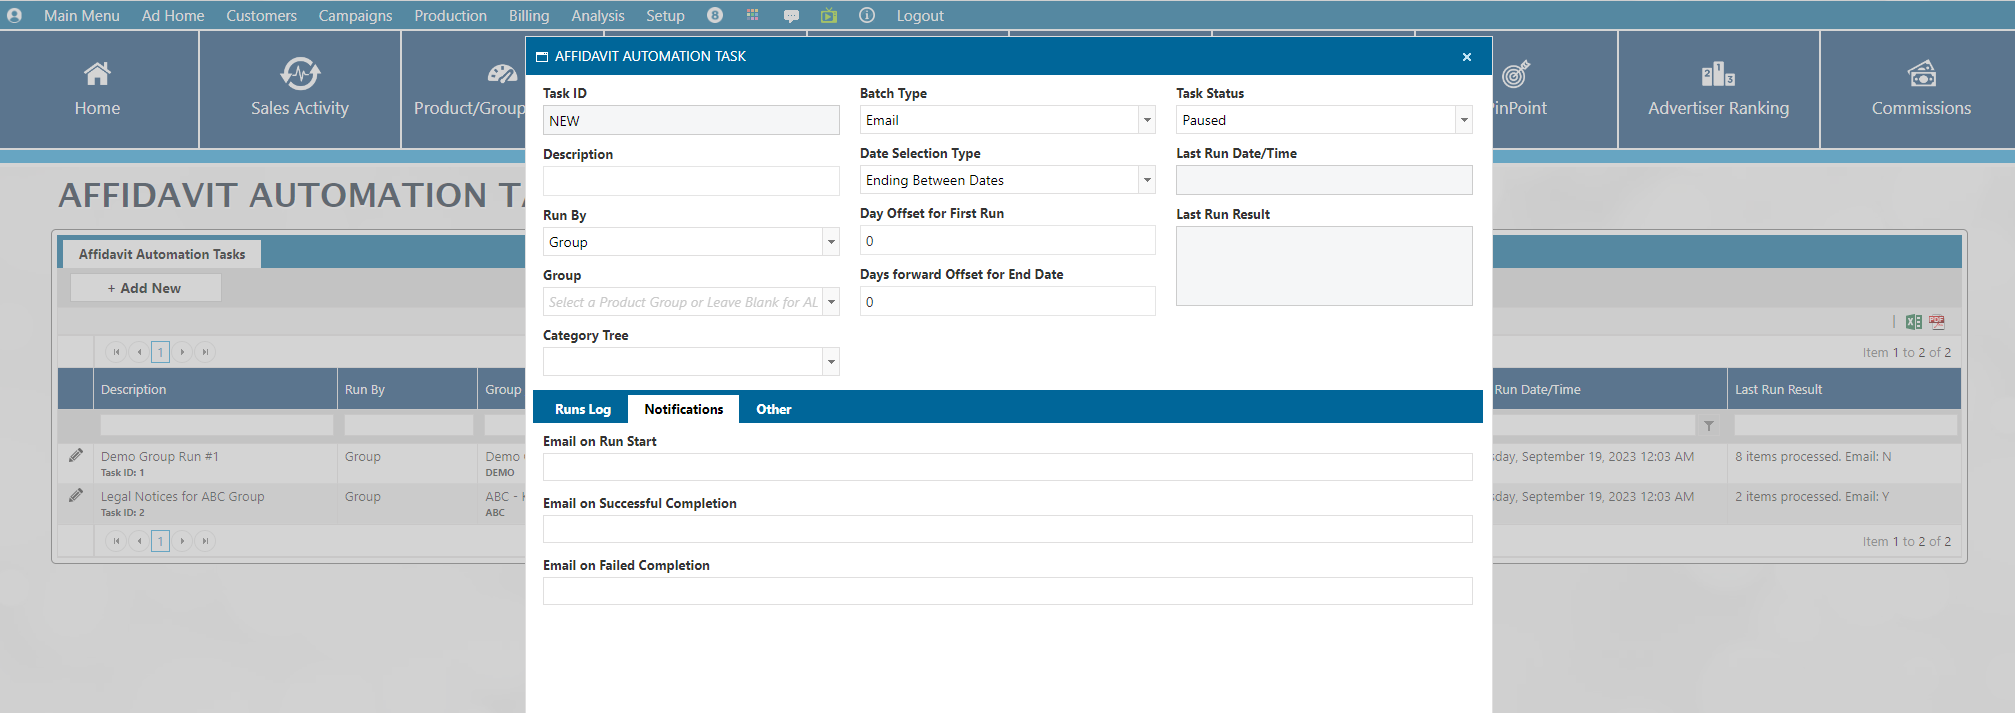 Main Menu Ad Home Customers Campaigns Production Billing Analysis Setup 8 Logout
Home Sales Activity Product/Group PinPoint Advertiser Ranking Commissions
AFFIDAVIT AUTOMATION TA
Affidavit Automation Tasks
+ Add New
1
Item 1 to 2 of 2
Description Run By Group Run Date/Time Last Run Result
Demo Group Run #1 Group Demo sday, September 19, 2023 12:03 AM 8 items processed. Email: N
Task ID: 1 DEMO
Legal Notices for ABC Group Group ABC - sday, September 19, 2023 12:03 AM 2 items processed. Email: Y
Task ID: 2 ABC
1
Item 1 to 2 of 2
AFFIDAVIT AUTOMATION TASK
Task ID
NEW
Description
Run By
Group
Group
Select a Product Group or Leave Blank for AL
Category Tree
Batch Type
Email
Date Selection Type
Ending Between Dates
Day Offset for First Run
0
Days forward Offset for End Date
0
Task Status
Paused
Last Run Date/Time
Last Run Result
Runs Log Notifications Other
Email on Run Start
Email on Successful Completion
Email on Failed Completion